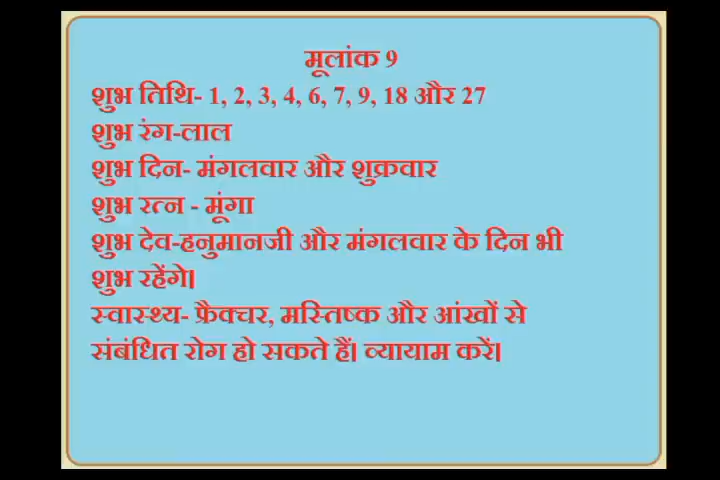 मूलांक 9
शुभ तिथि- 1, 2, 3, 4, 6, 7, 9, 18 और 27
शुभ रंग-लाल
शुभ दिन- मंगलवार और शुक्रवार
शुभ रत्न - मूंगा
शुभ देव-हनुमानजी और मंगलवार के दिन भी
शुभ रहेंगे।
स्वास्थ्य- फ्रैक्चर, मस्तिष्क और आंखों से
संबंधित रोग हो सकते हैं। व्यायाम करें।